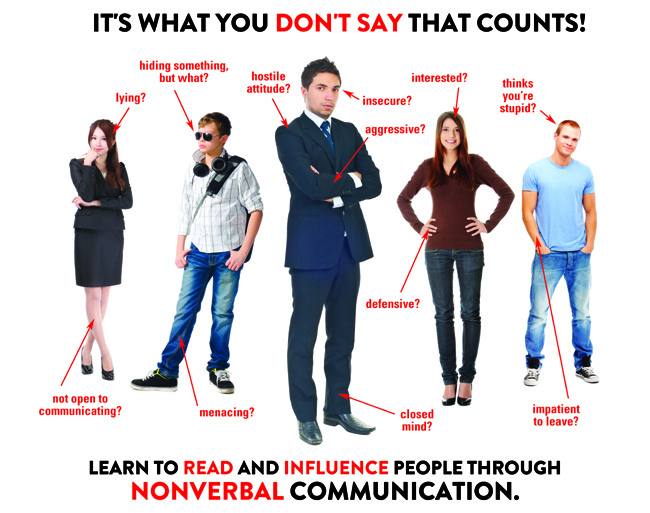 IT'S WHAT YOU DON'T SAY THAT COUNTS!
lying?
hiding something,
but what?
hostile
attitude?
insecure?
aggressive?
interested?
thinks
you're
stupid?
defensive?
not open to
communicating?
menacing?
closed
mind?
impatient
to leave?
LEARN TO READ AND INFLUENCE PEOPLE THROUGH
NONVERBAL COMMUNICATION.